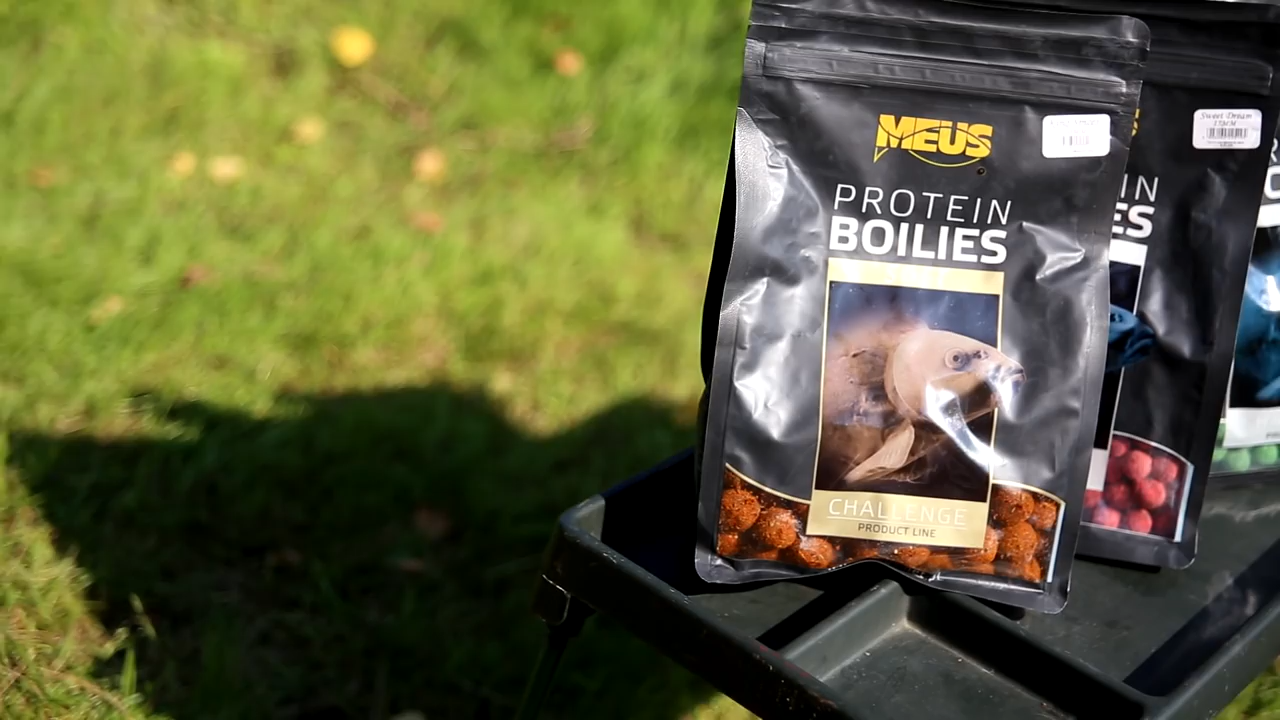 MEUS
PROTEIN
BOILIES
CHALLENGE
PRODUCT LINE
IN
ES
Sweet Dream